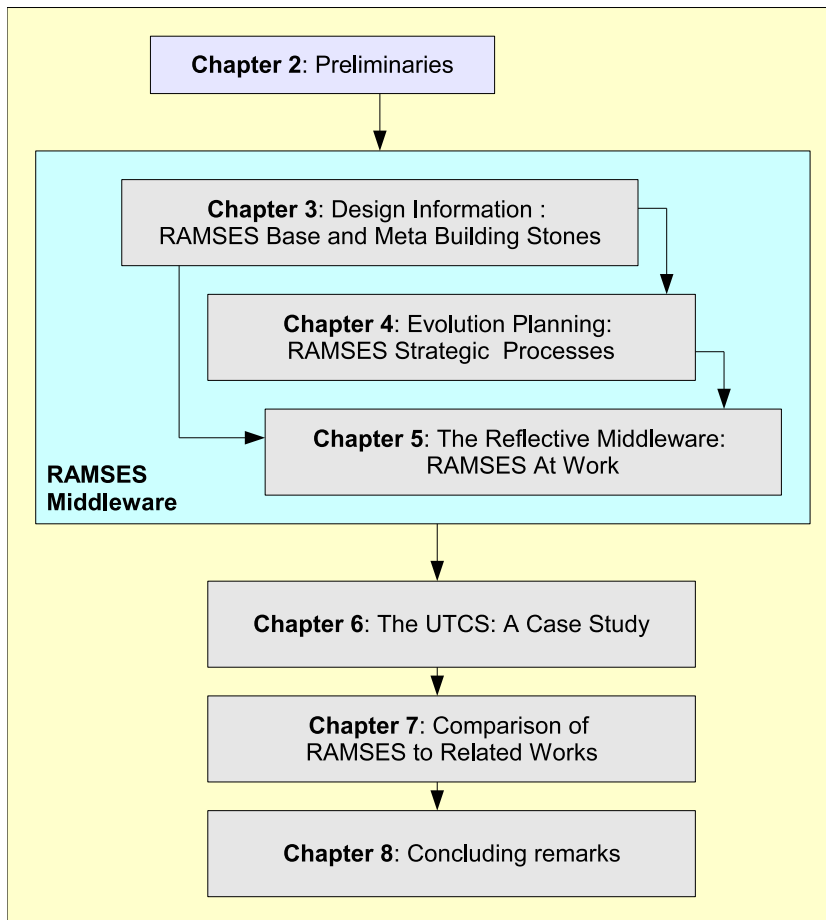 Chapter 2: Preliminaries
Chapter 3: Design Information :
RAMSES Base and Meta Building Stones
Chapter 4: Evolution Planning:
RAMSES Strategic Processes
Chapter 5: The Reflective Middleware:
RAMSES At Work
RAMSES
Middleware
Chapter 6: The UTCS: A Case Study
Chapter 7: Comparison of
RAMSES to Related Works
Chapter 8: Concluding remarks